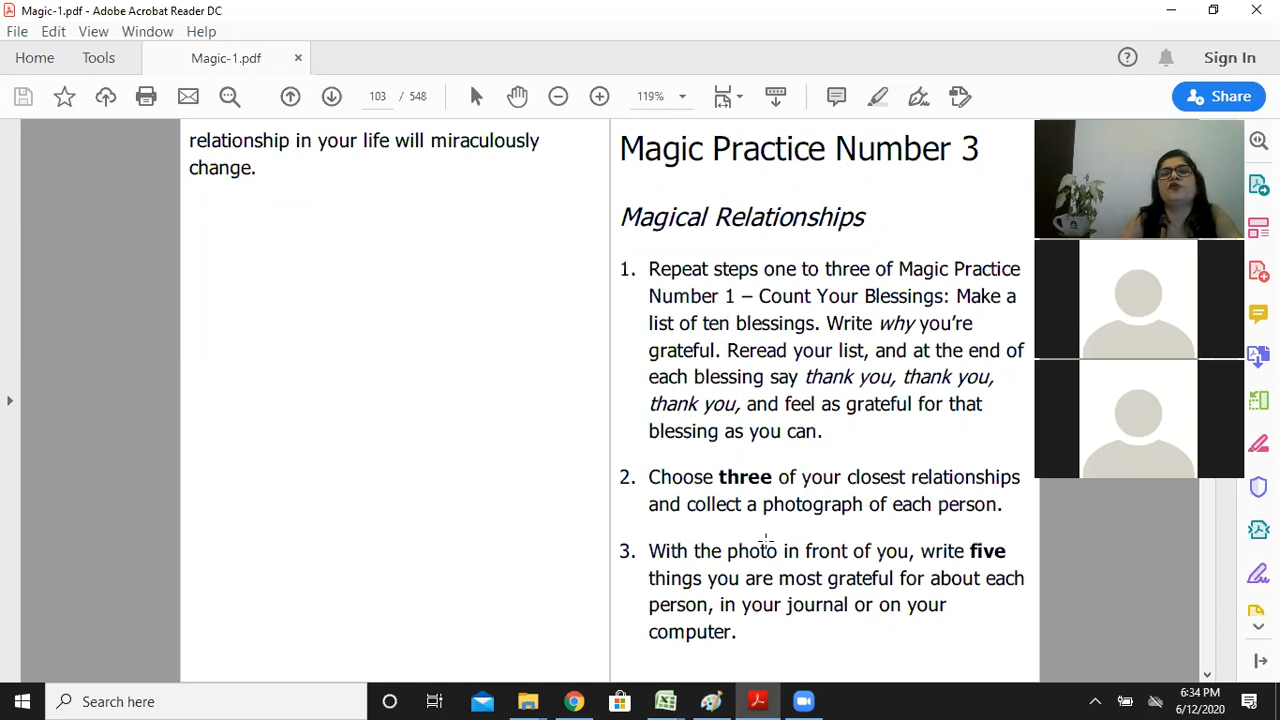 Magic-1.pdf - Adobe Acrobat Reader DC
File Edit View Window Help
Home Tools Magic-1.pdf × Sign In
103 / 548 119% Share
relationship in your life will miraculously
change.
Magic Practice Number 3
Magical Relationships
1. Repeat steps one to three of Magic Practice
Number 1 – Count Your Blessings: Make a
list of ten blessings. Write why you’re
grateful. Reread your list, and at the end of
each blessing say thank you, thank you,
thank you, and feel as grateful for that
blessing as you can.
2. Choose three of your closest relationships
and collect a photograph of each person.
3. With the photo in front of you, write five
things you are most grateful for about each
person, in your journal or on your
computer.
Search here
6:34 PM
6/12/2020